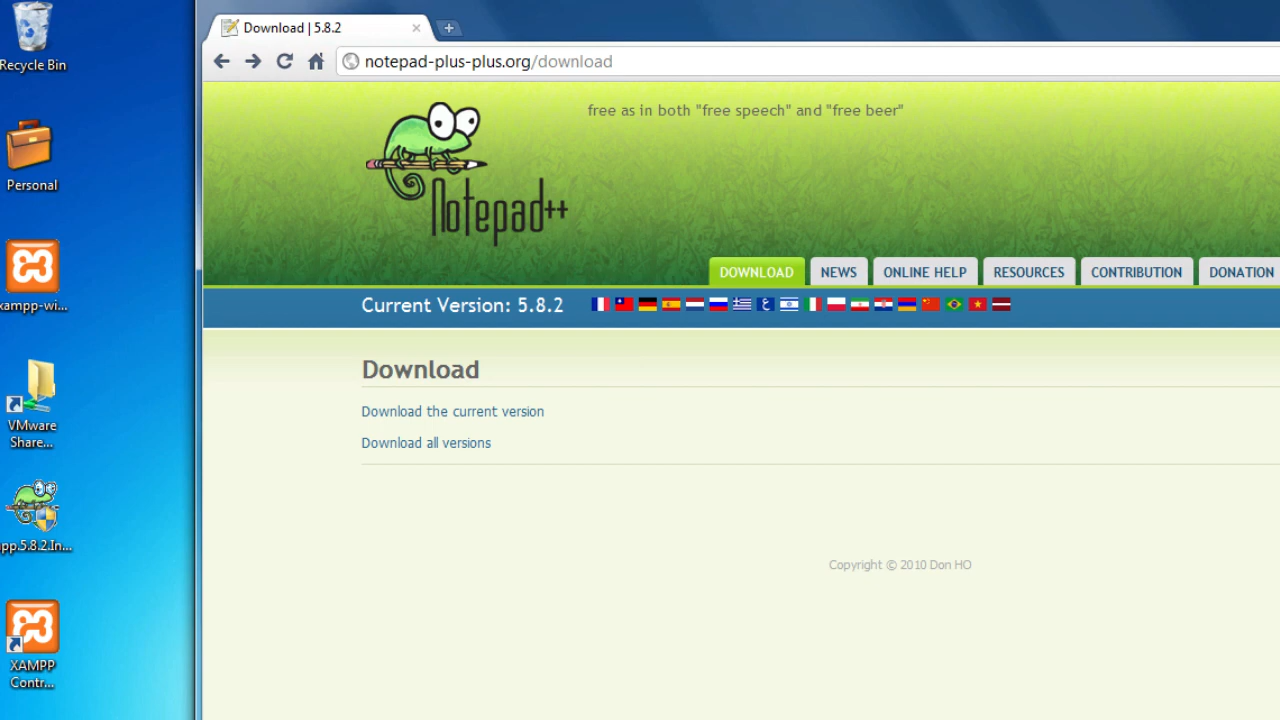 Recycle Bin
Personal
xampp-wi...
VMware
Share...
pp.5.8.2.In...
XAMPP
Contr...
Download | 5.8.2
notepad-plus-plus.org/download
free as in both "free speech" and "free beer"
Notepad++
DOWNLOAD
NEWS
ONLINE HELP
RESOURCES
CONTRIBUTION
DONATION
Current Version: 5.8.2
Download
Download the current version
Download all versions
Copyright © 2010 Don HO